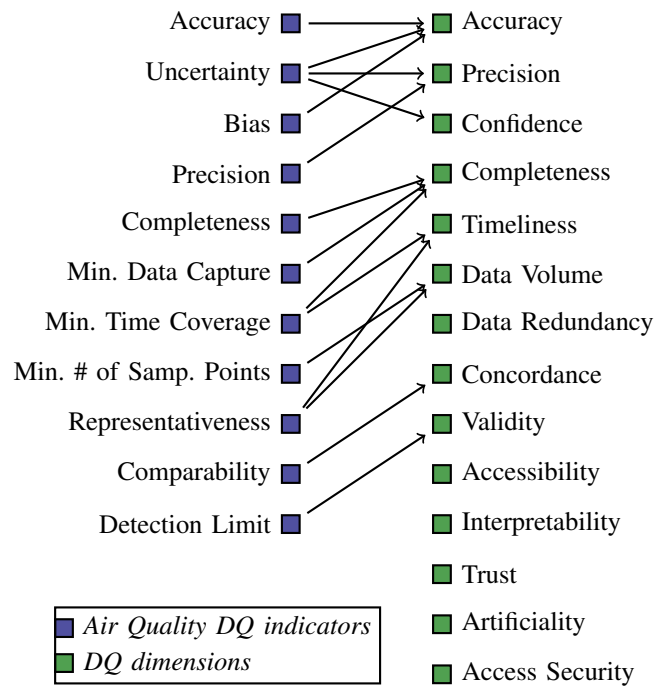 Accuracy
Uncertainty
Bias
Precision
Completeness
Min. Data Capture
Min. Time Coverage
Min. # of Samp. Points
Representativeness
Comparability
Detection Limit
Accuracy
Precision
Confidence
Completeness
Timeliness
Data Volume
Data Redundancy
Concordance
Validity
Accessibility
Interpretability
Trust
Artificiality
Access Security
Air Quality DQ indicators
DQ dimensions